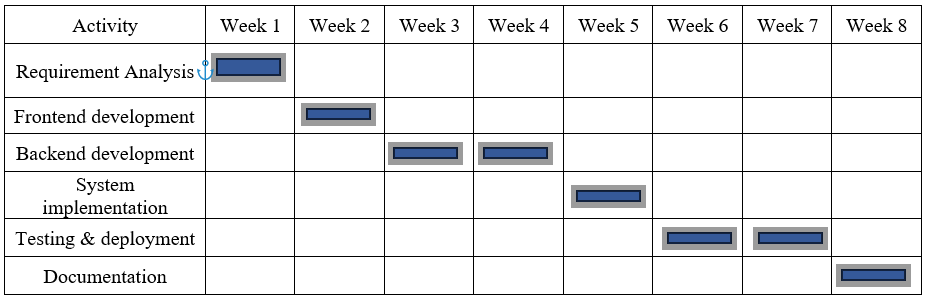 Activity Week 1 Week 2 Week 3 Week 4 Week 5 Week 6 Week 7 Week 8
Requirement Analysis
Frontend development
Backend development
System
implementation
Testing & deployment
Documentation